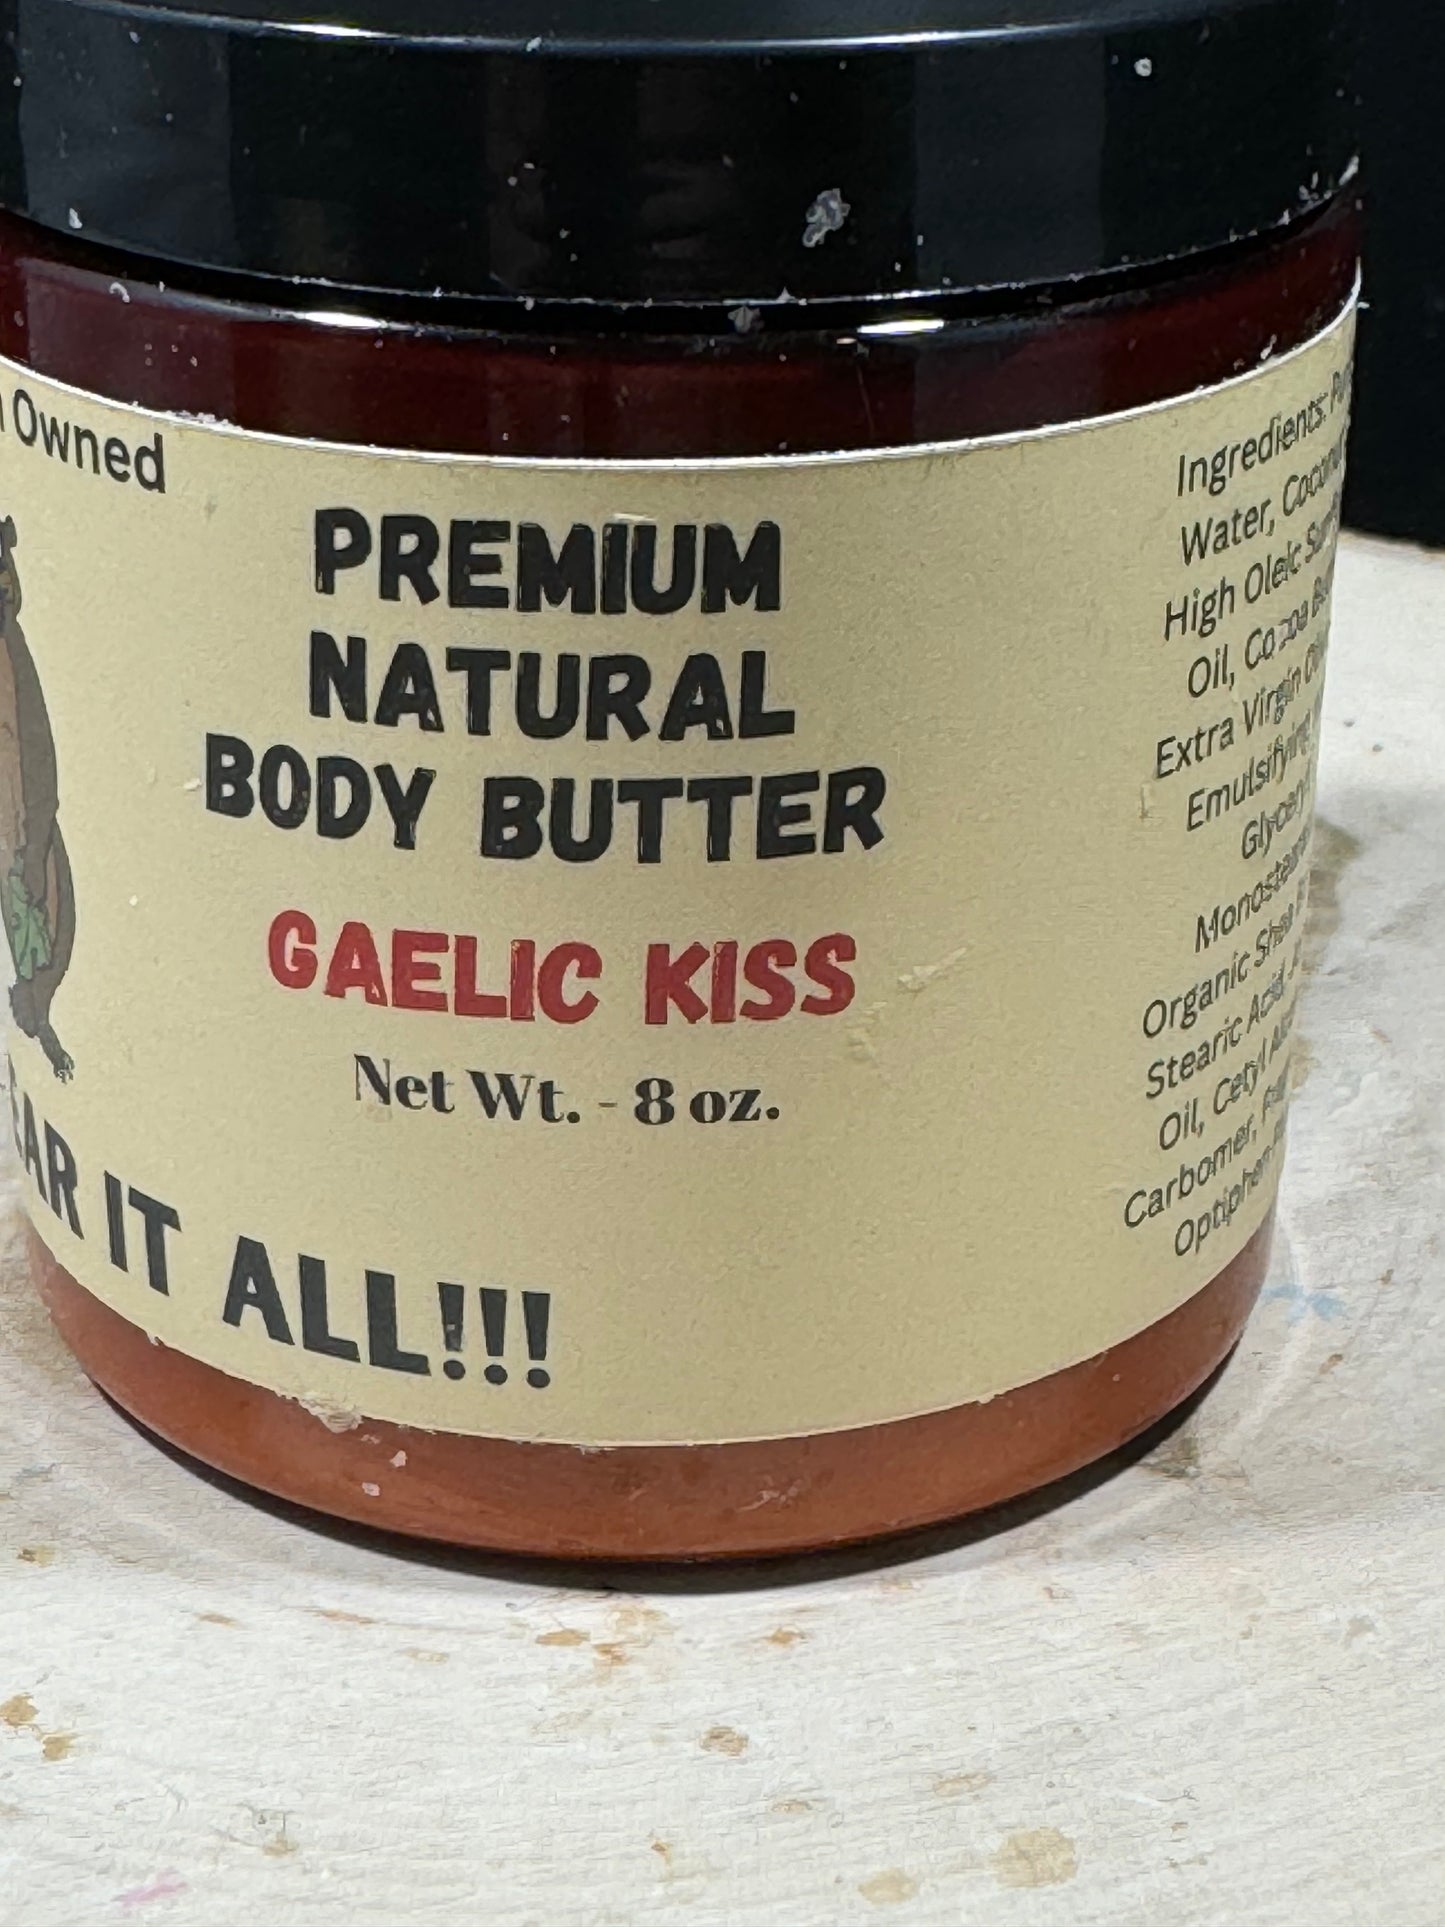 Owned
PREMIUM
NATURAL
BODY BUTTER
GAELIC KISS
Net Wt. - 8 oz.
IT ALL!!!
Ingredients:
Water, Coconut
High Oleic
Oil, Cocoa
Extra Virgin
Emulsifying
Organic Shea
Stearic Acid
Oil, Cetyl
Carbomer,